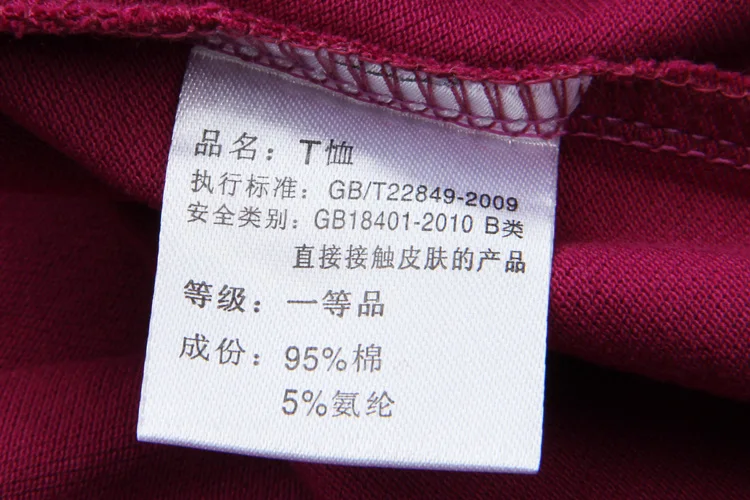 品名：T恤
执行标准：GB/T22849-2009
安全类别：GB18401-2010 B类
直接接触皮肤的产品
等级：一等品
成份：95%棉
5%氨纶